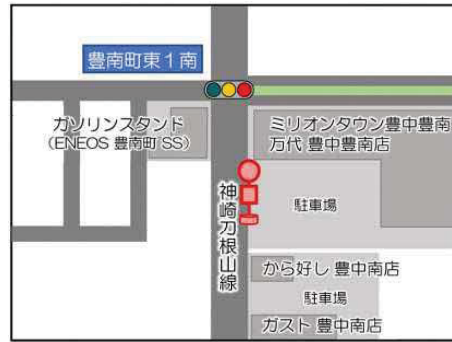 豊南町東1南
ガソリンスタンド
(ENEOS 豊南町 SS)
ミリオンタウン豊中豊南
万代 豊中豊南店
神崎刀根山線
駐車場
から好し 豊中南店
駐車場
ガスト 豊中南店